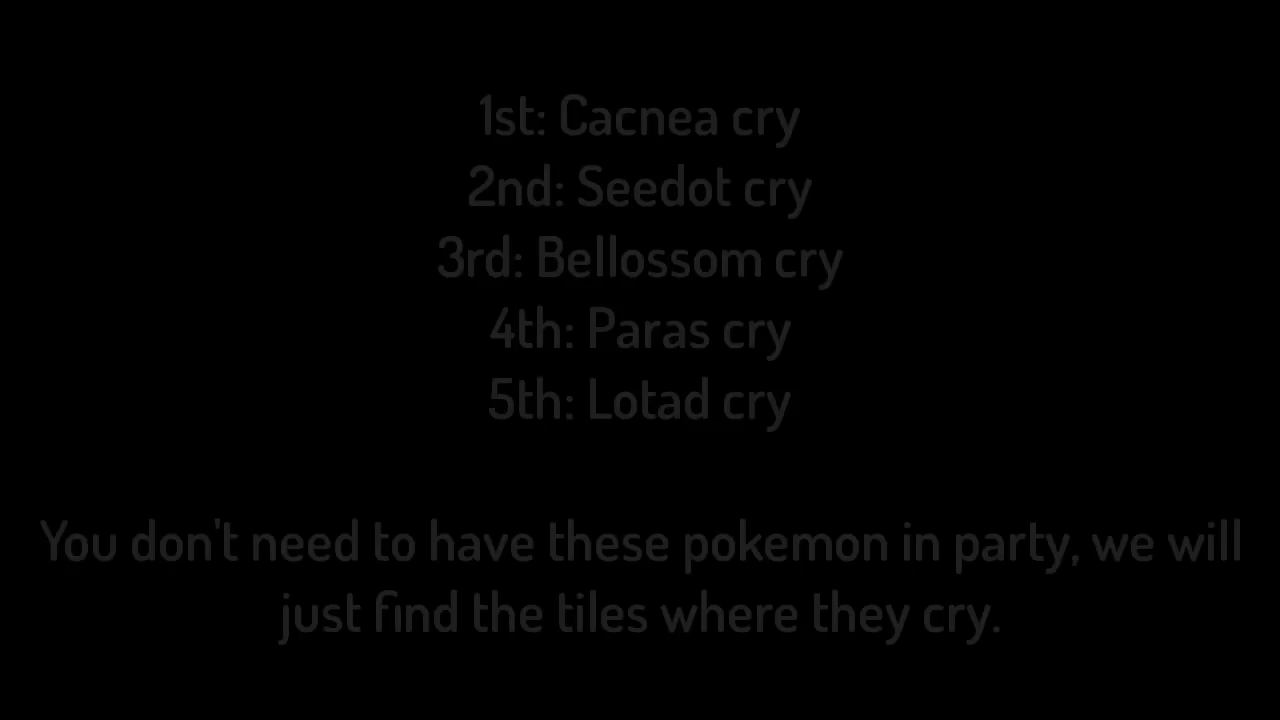 1st: Cacnea cry
2nd: Seedot cry
3rd: Bellossom cry
4th: Paras cry
5th: Lotad cry
You don't need to have these pokemon in party, we will
just find the tiles where they cry.